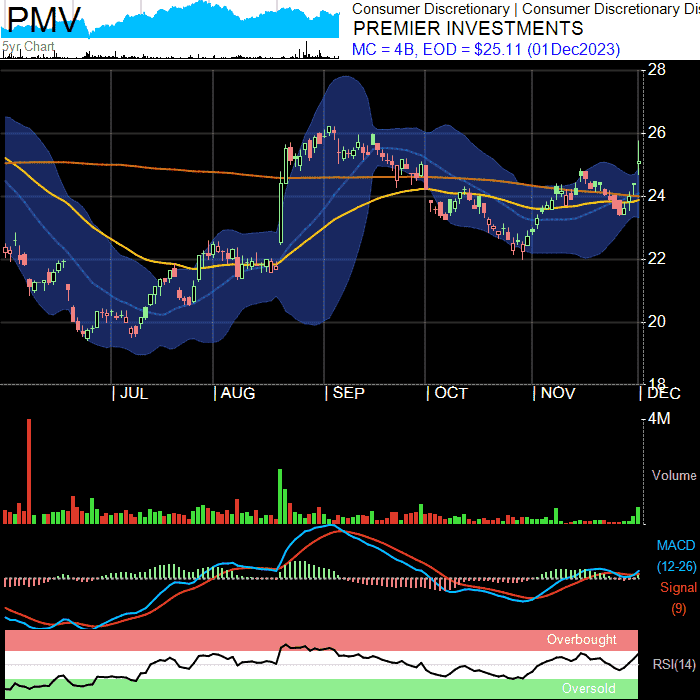 PMV
5yr Chart
Consumer Discretionary | Consumer Discretionary Dis
PREMIER INVESTMENTS
MC = 4B, EOD = $25.11 (01Dec2023)
28
26
24
22
20
18
JUL
AUG
SEP
OCT
NOV
DEC
4M
Volume
MACD
(12-26)
Signal
(9)
Overbought
RSI(14)
Oversold